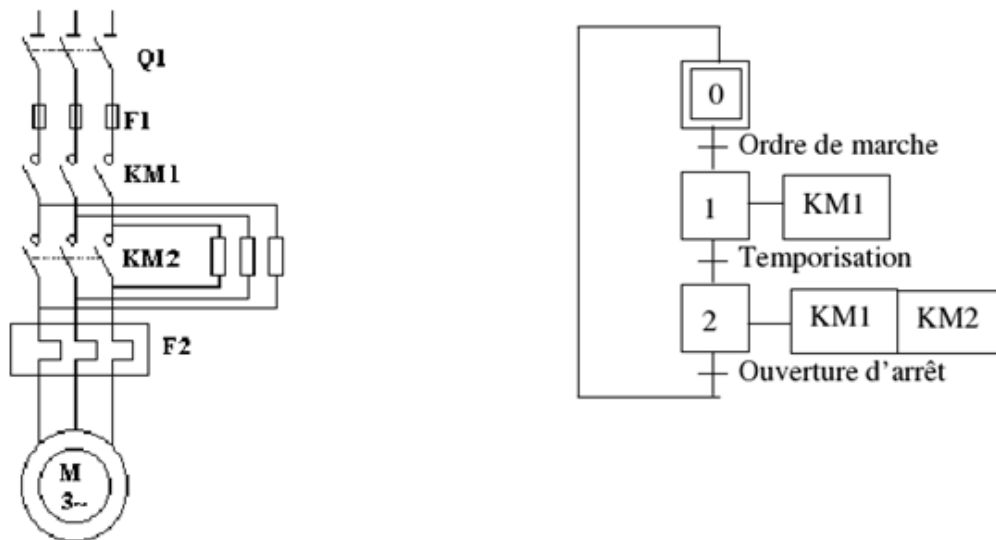 Q1
F1
KM1
KM2
F2
M
3~
0
Ordre de marche
1
KM1
Temporisation
2
KM1 KM2
Ouverture d'arrêt